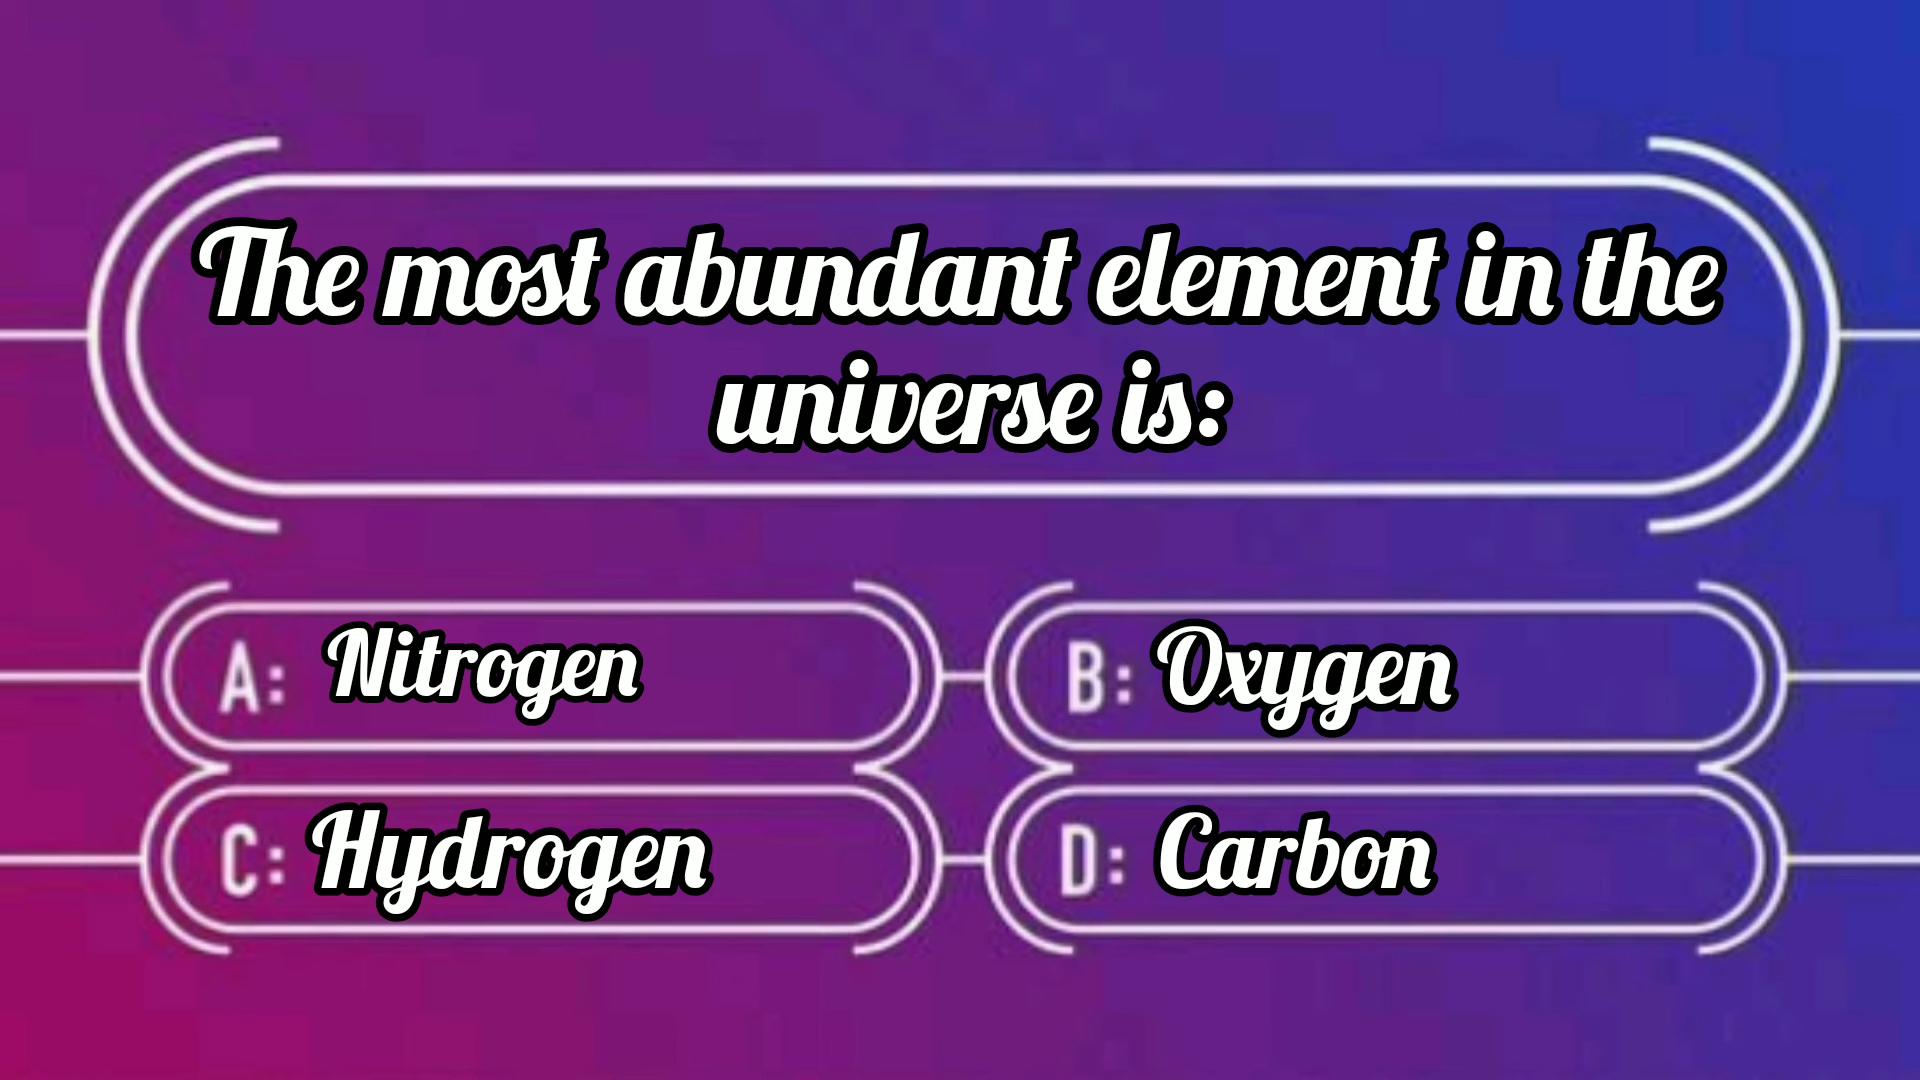 The most abundant element in the
universe is:
A: Nitrogen
B: Oxygen
C: Hydrogen
D: Carbon